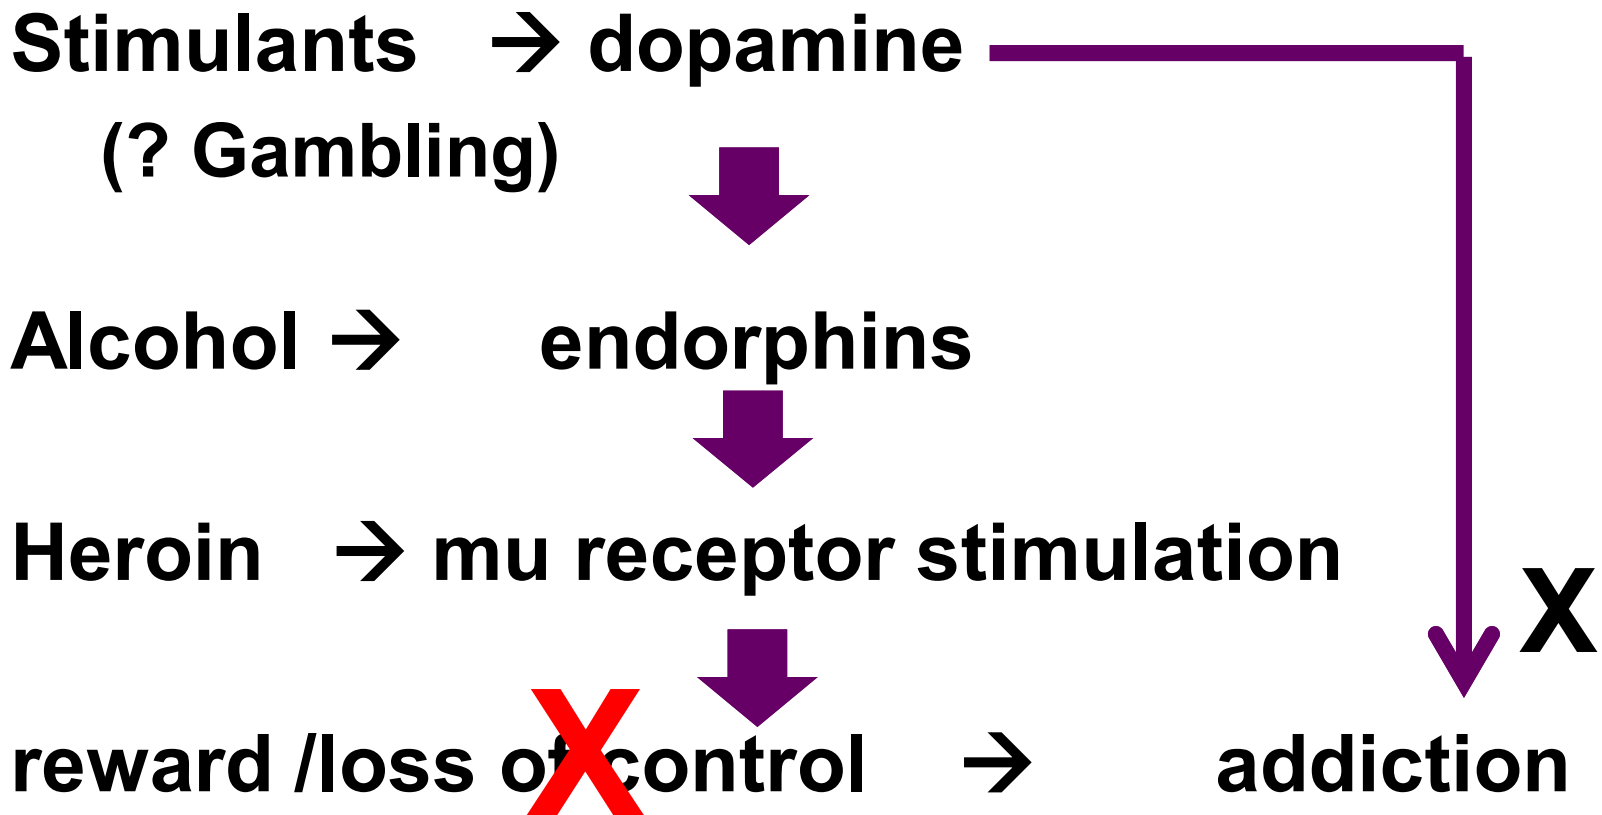 Stimulants → dopamine
(? Gambling)
Alcohol → endorphins
Heroin → mu receptor stimulation
X
reward /loss of control → addiction
X